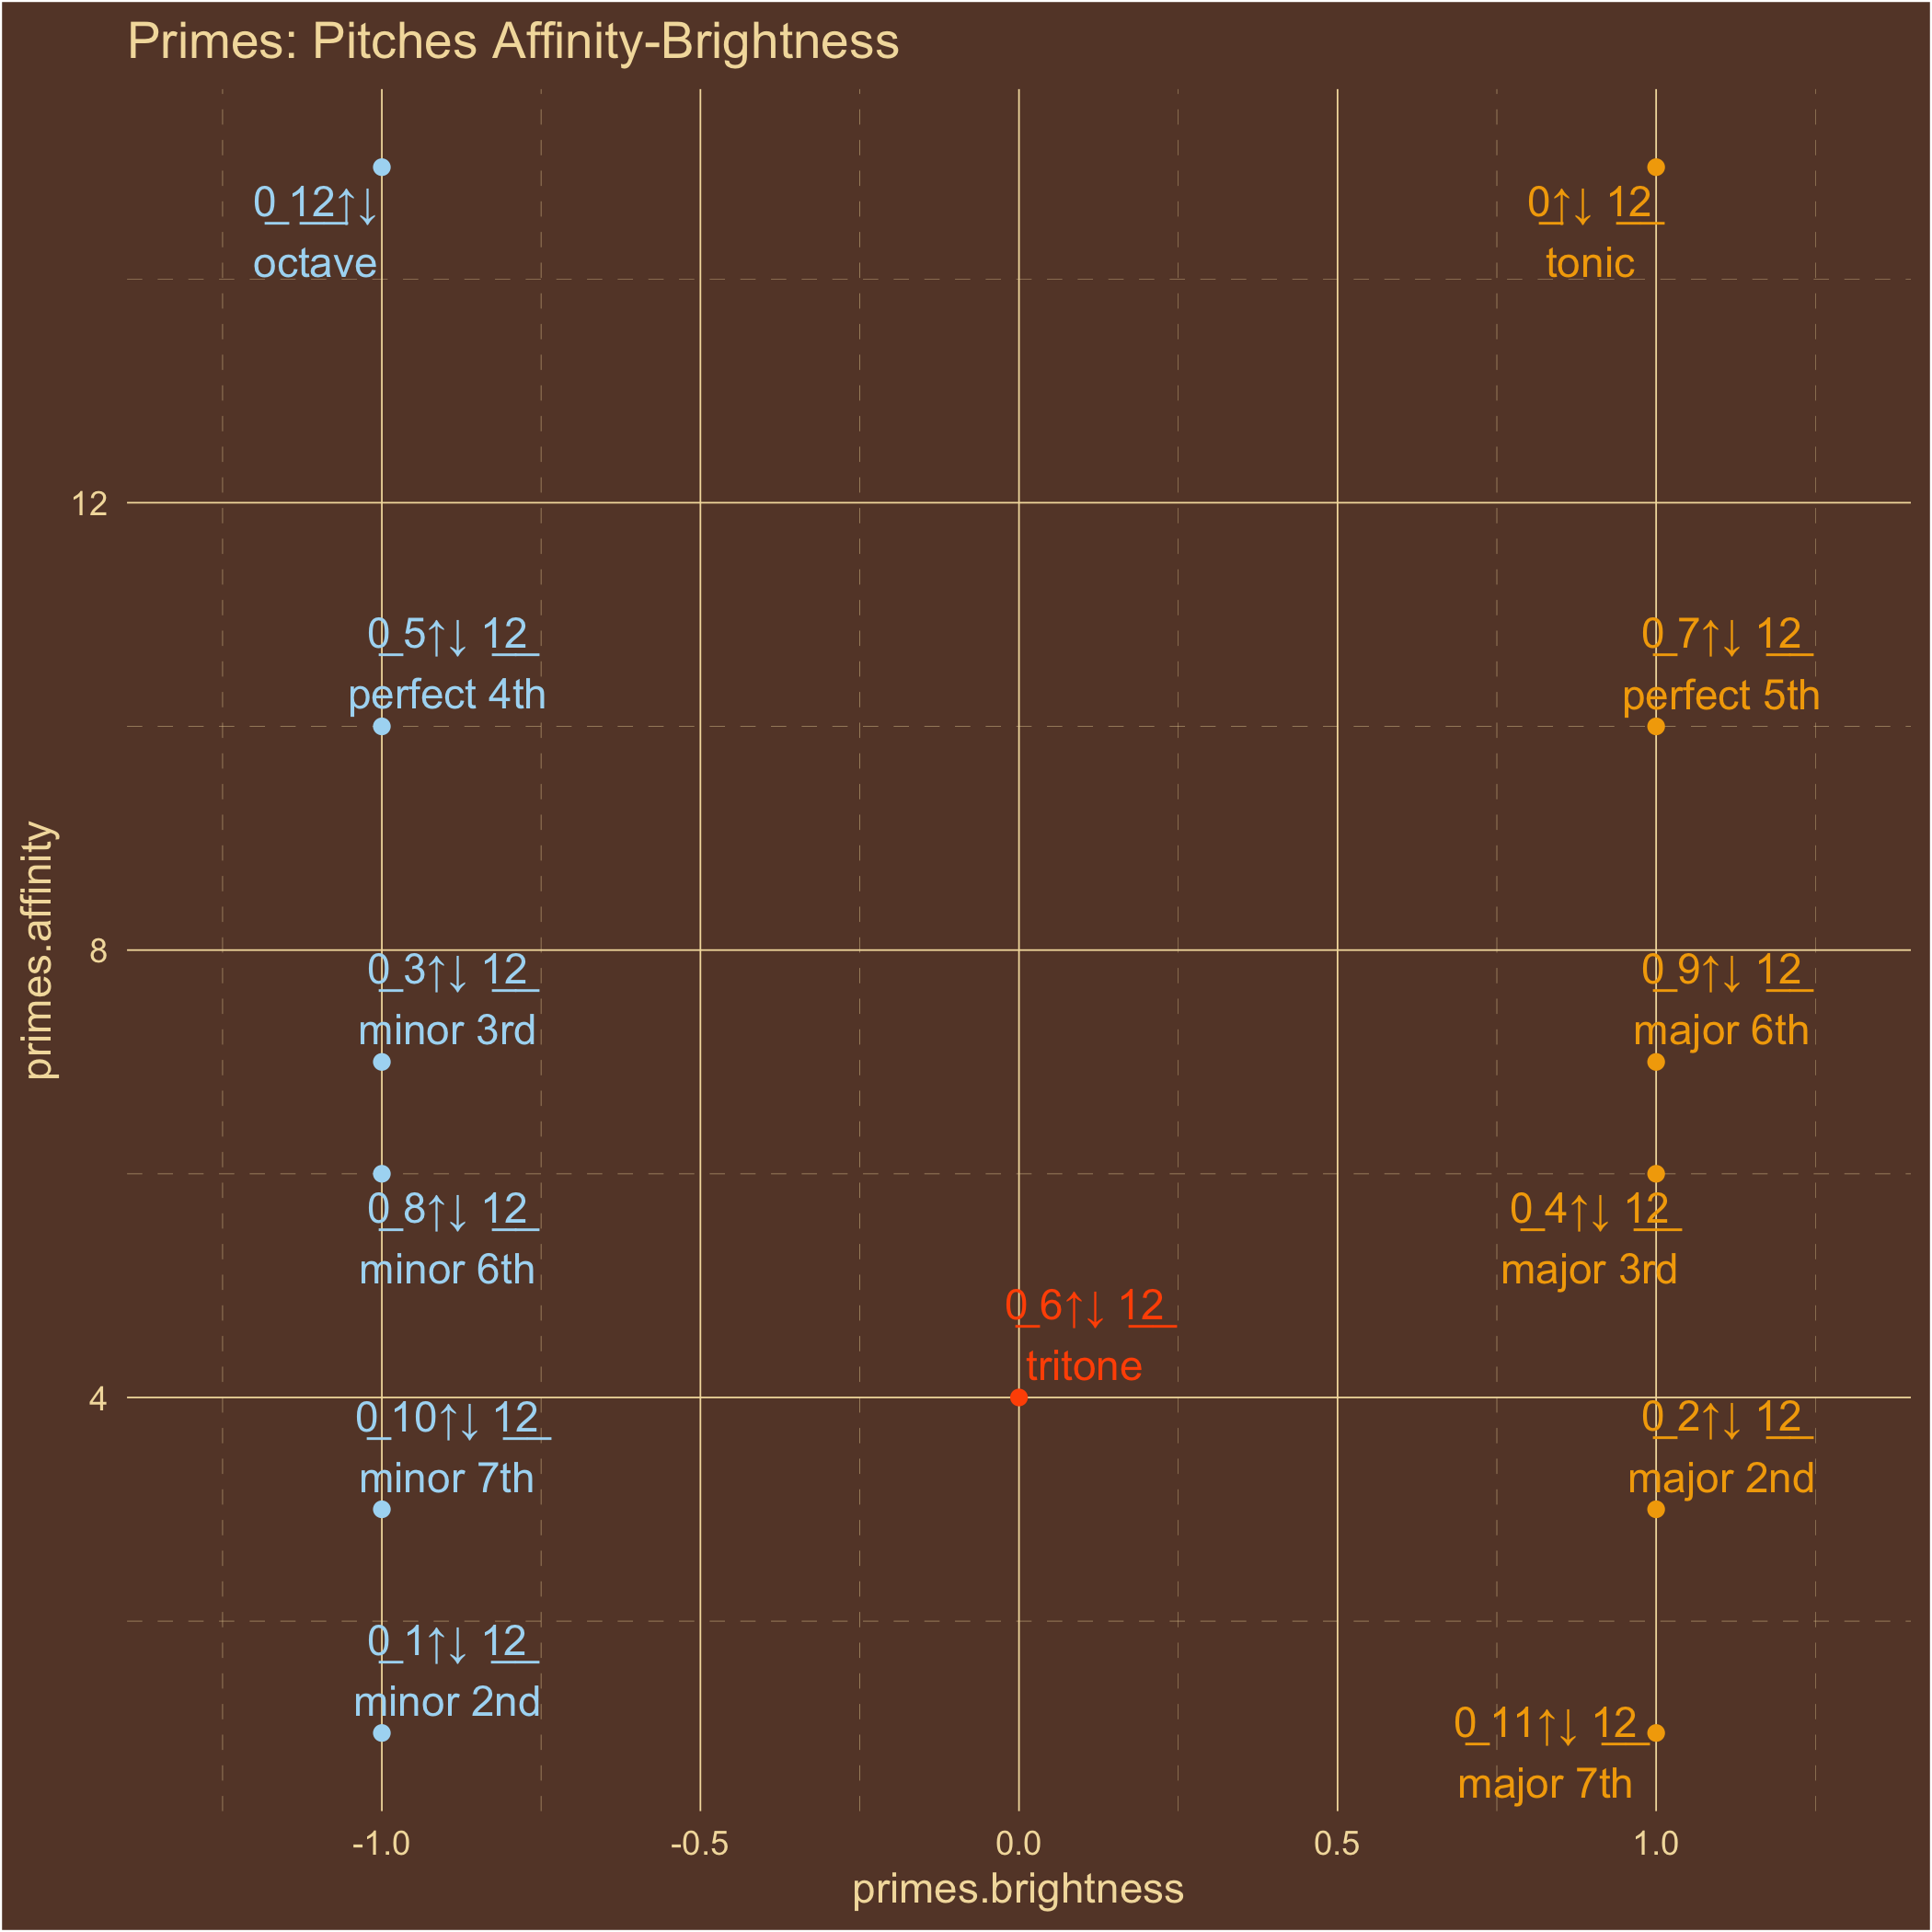 Primes: Pitches Affinity-Brightness
0 12↑↓
octave
0↑↓ 12
tonic
12
0 5↑↓ 12
perfect 4th
0 7↑↓ 12
perfect 5th
primes.affinity
8
0 3↑↓ 12
minor 3rd
0 9↑↓ 12
major 6th
0 8↑↓ 12
minor 6th
0 4↑↓ 12
major 3rd
0 6↑↓ 12
tritone
4
0 10↑↓ 12
minor 7th
0 2↑↓ 12
major 2nd
0 1↑↓ 12
minor 2nd
0 11↑↓ 12
major 7th
-1.0 -0.5 0.0 0.5 1.0
primes.brightness